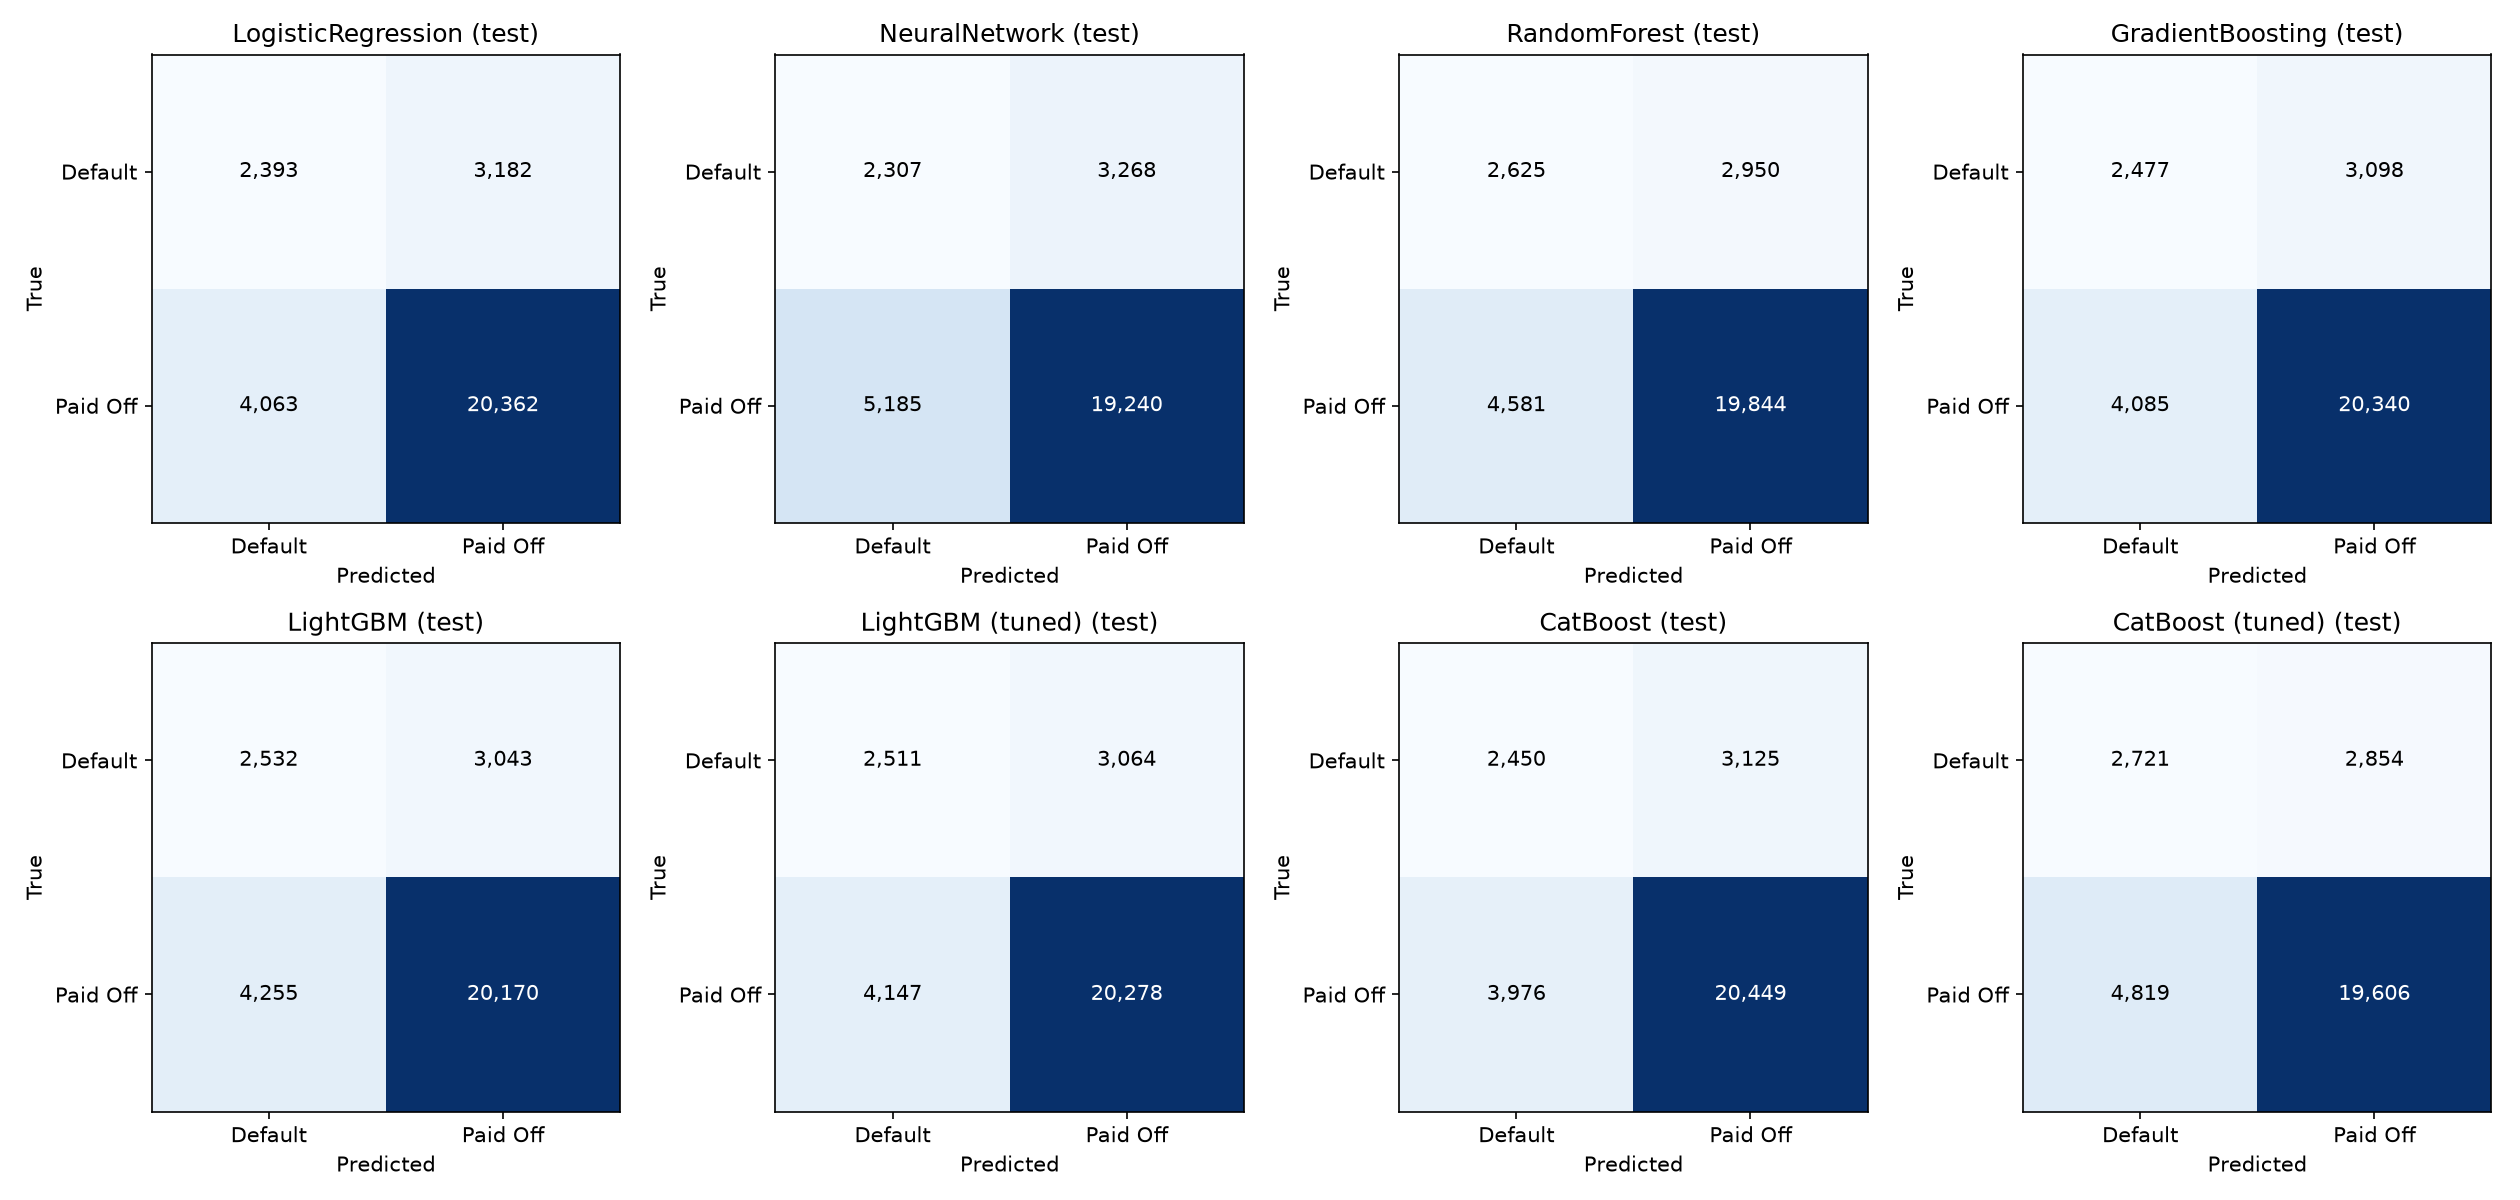 LogisticRegression (test)
True
Default
Paid Off
2,393
3,182
4,063
20,362
Default
Paid Off
Predicted
NeuralNetwork (test)
True
Default
Paid Off
2,307
3,268
5,185
19,240
Default
Paid Off
Predicted
RandomForest (test)
True
Default
Paid Off
2,625
2,950
4,581
19,844
Default
Paid Off
Predicted
GradientBoosting (test)
True
Default
Paid Off
2,477
3,098
4,085
20,340
Default
Paid Off
Predicted
LightGBM (test)
True
Default
Paid Off
2,532
3,043
4,255
20,170
Default
Paid Off
Predicted
LightGBM (tuned) (test)
True
Default
Paid Off
2,511
3,064
4,147
20,278
Default
Paid Off
Predicted
CatBoost (test)
True
Default
Paid Off
2,450
3,125
3,976
20,449
Default
Paid Off
Predicted
CatBoost (tuned) (test)
True
Default
Paid Off
2,721
2,854
4,819
19,606
Default
Paid Off
Predicted